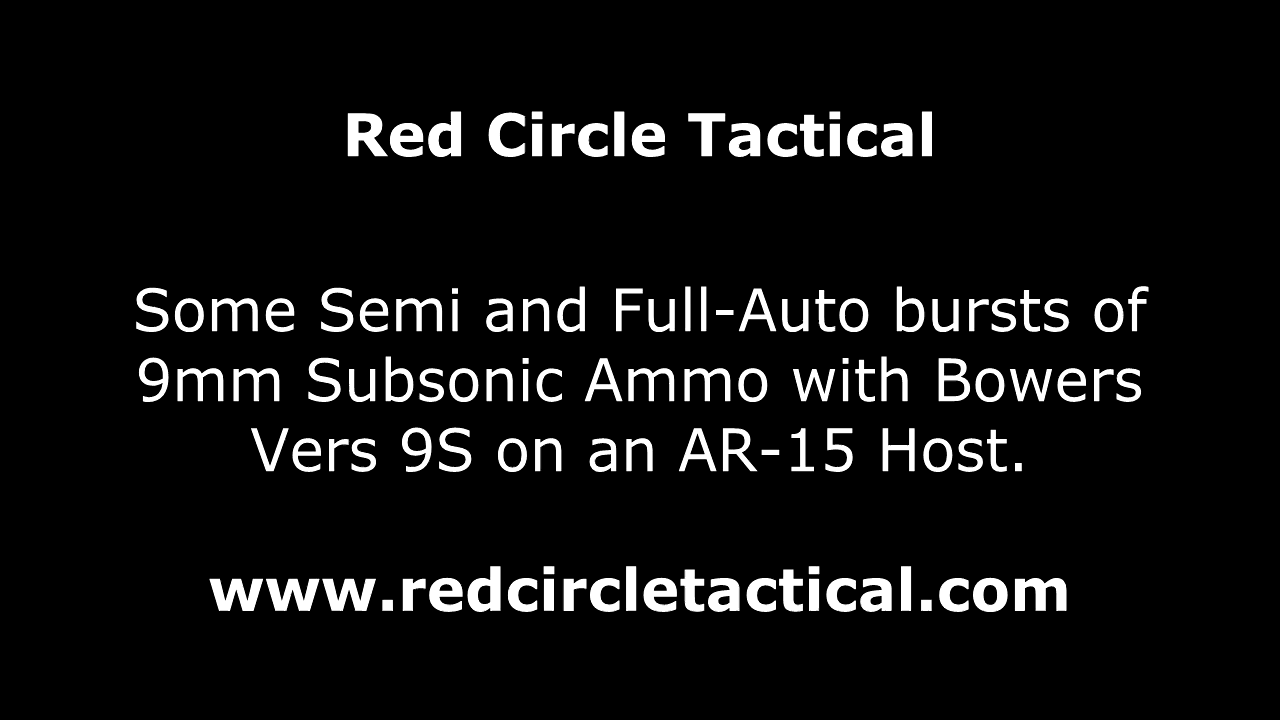 Red Circle Tactical
Some Semi and Full-Auto bursts of
9mm Subsonic Ammo with Bowers
Vers 9S on an AR-15 Host.
www.redcircletactical.com